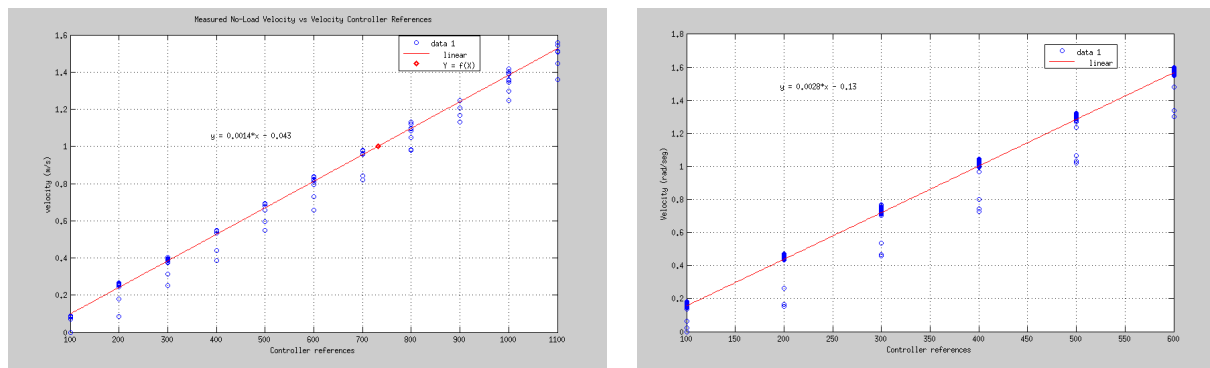 Measured No-Load Velocity vs Velocity Controller References
1.6
1.4
1.2
1
0.8
0.6
0.4
0.2
0
velocity (m/s)
data 1
linear
Y = f(X)
y = 0.0014*x - 0.043
100 200 300 400 500 600 700 800 900 1000 1100
Controller references
1.8
1.6
1.4
1.2
1
0.8
0.6
0.4
0.2
0
Velocity (rad/seg)
data 1
linear
y = 0.0028*x - 0.13
100 150 200 250 300 350 400 450 500 550 600
Controller references